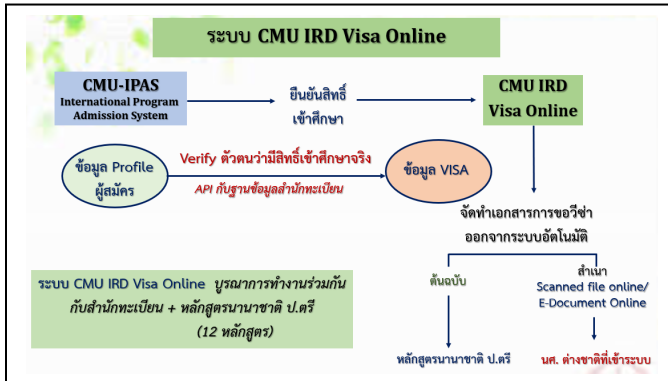 ระบบ CMU IRD Visa Online
CMU-IPAS
International Program
Admission System
ยืนยันสิทธิ์
เข้าศึกษา
CMU IRD
Visa Online
ข้อมูล Profile
ผู้สมัคร
Verify ตัวตนว่ามีสิทธิ์เข้าศึกษาจริง
API กับฐานข้อมูลสำนักทะเบียน
ข้อมูล VISA
จัดทำเอกสารการขอวีซ่า
ออกจากระบบอัตโนมัติ
ระบบ CMU IRD Visa Online บูรณาการทำงานร่วมกัน
กับสำนักทะเบียน + หลักสูตรนานาชาติ ป.ตรี
(12 หลักสูตร)
ต้นฉบับ
สำเนา
Scanned file online/
E-Document Online
หลักสูตรนานาชาติ ป.ตรี
นศ. ต่างชาติที่เข้าระบบ